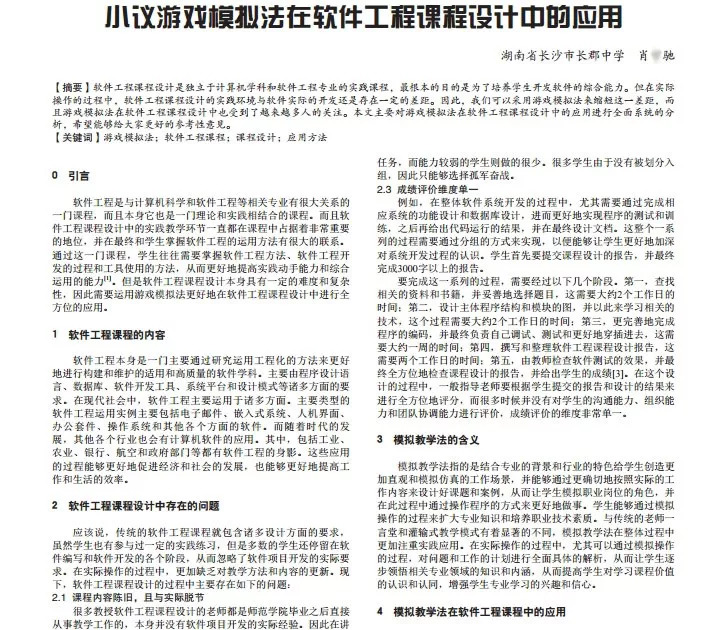 小议游戏模拟法在软件工程课程设计中的应用
湖南省长沙市长郡中学 肖 驰
【摘要】软件工程课程设计是独立于计算机学科和软件工程专业的实践课程，最根本的目的是为了培养学生开发软件的综合能力。但在实际
操作的过程中，软件工程课程设计的实践环境与软件实际的开发还是存在一定的差距。因此，我们可以采用游戏模拟法来缩短这一差距，而
且游戏模拟法在软件工程课程设计中也受到了越来越多人的关注。本文主要对游戏模拟法在软件工程课程设计中的应用进行全面系统的分
析，希望能够给大家更好的参考性意见。
【关键词】游戏模拟法；软件工程课程；课程设计；应用方法
0 引言
软件工程是与计算机科学和软件工程等相关专业有很大关系的
一门课程，而且本身它也是一门理论和实践相结合的课程。而且软件
工程课程设计中的实践教学环节一直都在课程中占据着非常重要
的地位，并在最终和学生掌握软件工程的运用方法有很大的联系。
通过这一门课程，学生往往需要掌握软件工程方法、软件工程开
发的过程和工具使用的方法，从而更好地提高实践动手能力和综合
运用的能力[1]。但是软件工程课程设计本身具有一定的难度和复杂
性，因此需要运用游戏模拟法更好地在软件工程课程设计中进行全
方位的应用。
1 软件工程课程的内容
软件工程本身是一门主要通过研究运用工程化的方法来更好
地进行构建和维护的适用和高质量的软件学科。主要由程序设计语
言、数据库、软件开发工具、系统平台和设计模式等诸多方面的要
求。在现代社会中，软件工程主要运用于诸多方面。主要类型的
软件工程运用实例主要包括电子邮件、嵌入式系统、人机界面、
办公套件、操作系统和其他各个方面的软件。而随着时代的发
展，其他各个行业也会有计算机软件的应用。其中，包括工业、
农业、银行、航空和政府部门等都有软件工程的身影。这些应用
的过程能够更好地促进经济和社会的发展，也能够更好地提高工
作和生活的效率。
2 软件工程课程设计中存在的问题
应该说，传统的软件工程课程就包含诸多设计方面的要求，
虽然学生也有参与过一定的实践练习，但是多数的学生还停留在软
件编写和软件开发的各个阶段，从而忽略了软件项目开发的实际要
求。在实际操作的过程中，更加缺乏对教学方法和内容的更新。现
下，软件工程课程设计的过程中主要存在如下的问题：
2.1 课程内容陈旧，且与实际脱节
很多教授软件工程课程设计的老师都是师范学院毕业之后直接
从事教学工作的，本身并没有软件项目开发的实际经验。因此在讲
任务，而能力较弱的学生则做的很少。很多学生由于没有被划分入
组，因此只能够选择孤军奋战。
2.3 成绩评价维度单一
例如，在整体软件系统开发的过程中，尤其需要通过完成相
应系统的功能设计和数据库设计，进而更好地实现程序的测试和训
练，之后再给出代码运行的结果，并在最终设计文档。这整个一系
列的过程需要通过分组的方式来实现，以便能够让学生更好地加深
对系统开发过程的认识。学生首先要提交课程设计的报告，并最终
完成3000字以上的报告。
要完成这一系列的过程，需要经过以下几个阶段。第一，查找
相关的资料和书籍，并妥善地选择题目，这需要大约2个工作日的
时间；第二，设计主体程序结构和模块的图，并以此来学习相关的
技术，这个过程需要大约2个工作日的时间；第三，更完善地完成
程序的编码，并最终负责自己调试、测试和更好地穿插进去，这需
要大约一周的时间；第四，撰写和整理软件工程课程设计报告，这
需要两个工作日的时间；第五，由教师检查软件测试的效果，并最
终全方位地检查课程设计的报告，并给出学生的成绩[3]。在这个设
计的过程中，一般指导老师要根据学生提交的报告和设计的结果来
进行全方位地评分，而很多时候并没有对学生的沟通能力、组织能
力和团队协调能力进行评价，成绩评价的维度非常单一。
3 模拟教学法的含义
模拟教学法指的是结合专业的背景和行业的特色给学生创造更
加直观和模拟仿真的工作场景，并能够通过更确切地按照实际的工
作内容来设计好课题和案例，从而让学生模拟职业岗位的角色，并
在此过程中通过操作程序的方式来更好地做事。学生能够通过模拟
操作的过程来扩大专业知识和培养职业技术素质。与传统的老师一
言堂和灌输式教学模式有着显著的不同，模拟教学法在整体过程中
更加注重实践应用。在实际操作的过程中，尤其可以通过模拟操作
的过程，对问题和工作的计划进行全面具体的解析，从而让学生逐
步领悟相关专业领域的知识和内涵，从而提高学生对学习课程价值
的认识和认同，增强学生专业学习的兴趣和信心。
4 模拟教学法在软件工程课程中的应用